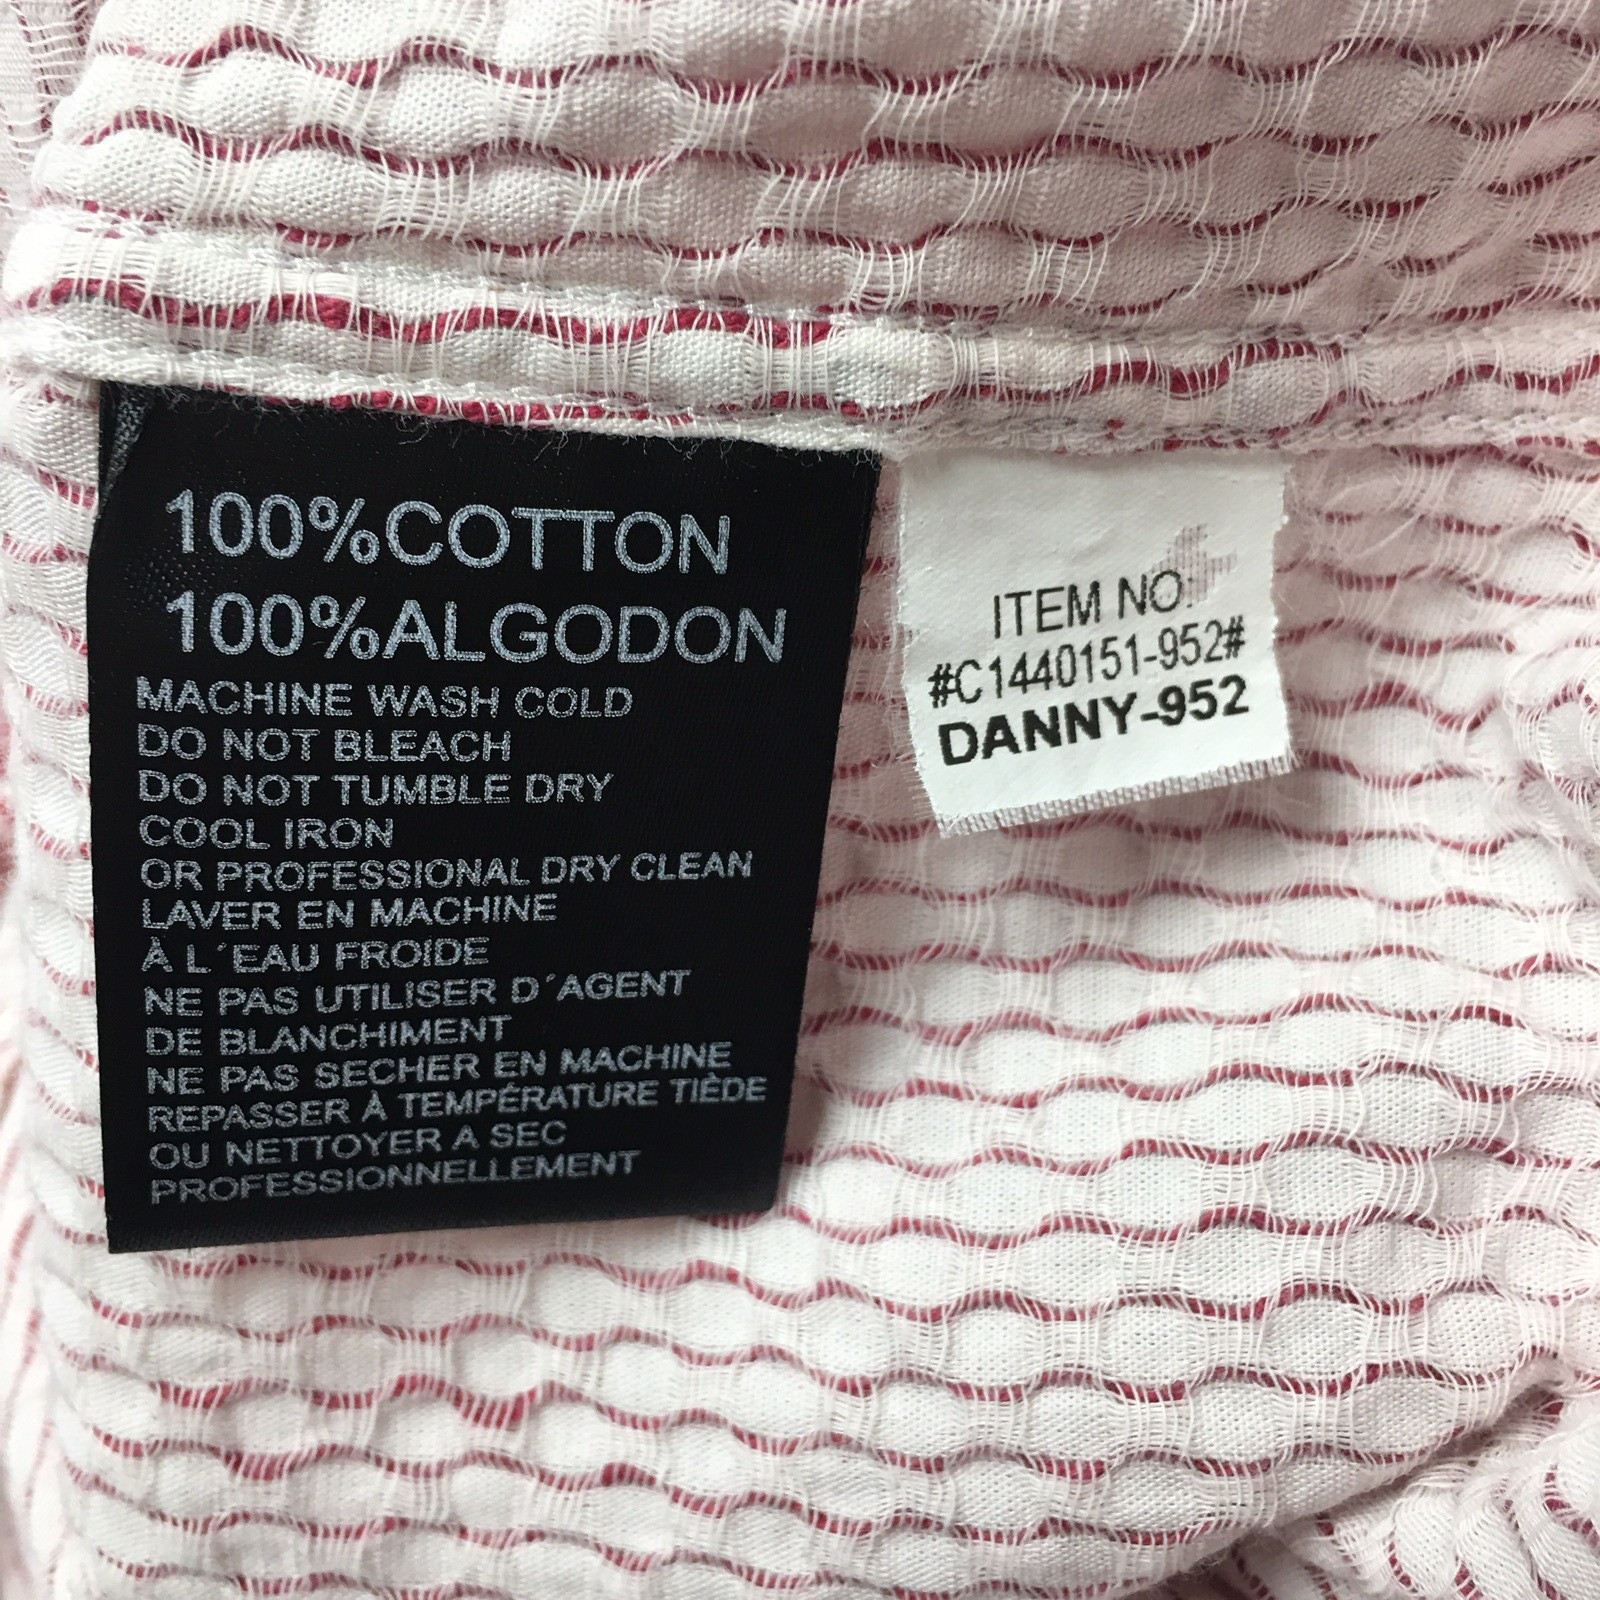 100%COTTON
100%ALGODON
MACHINE WASH COLD
DO NOT BLEACH
DO NOT TUMBLE DRY
COOL IRON
OR PROFESSIONAL DRY CLEAN
LAVER EN MACHINE
À L´EAU FROIDE
NE PAS UTILISER D´AGENT
DE BLANCHIMENT
NE PAS SECHER EN MACHINE
REPASSER À TEMPÉRATURE TIÈDE
OU NETTOYER A SEC
PROFESSIONNELLEMENT
ITEM NO:
#C1440151-952#
DANNY-952